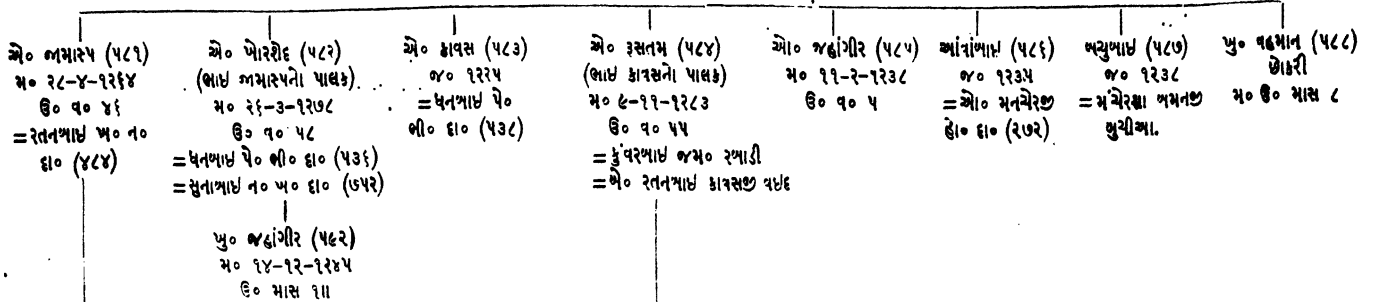 એ૦ જામાસ્પ (૫૮૧)
મ૦ ૨૮-૪-૧૨૬૪
ઉ૦ વ૦ ૪૬
=રતનબાઈ ખ૦ ન૦
દા૦ (૪૮૪)
એ૦ ખોરશેદ (૫૮૨)
(ભાઇ જામાસ્પનો પાલક)
મ૦ ૨૬-૩-૧૨૭૮
ઉ૦ વ૦ ૫૮
=ધનબાઇ પે૦ ભી૦ દા૦ (૫૩૬)
=સુનાબાઇ ન૦ ખ૦ દા૦ (૭૫૨)
ખુ૦ જહાંગીર (૫૯૨)
મ૦ ૧૪-૧૨-૧૨૪૫
ઉ૦ માસ ૧ા
એ૦ કાવસ (૫૮૩)
જ૦ ૧૨૨૫
=ધનબાઇ પે૦
ભી૦ દા૦ (૫૩૮)
એ૦ રૂસતમ (૫૮૪)
(ભાઇ કાવસનો પાલક)
મ૦ ૯-૧૧-૧૨૮૩
ઉ૦ વ૦ ૫૫
=કુંવરબાઇ જમ૦ રબાડી
=બે૦ રતનબાઇ કાવસજી વઇદ
ઓ૦ જહાંગીર (૫૮૫)
મ૦ ૧૧-૨-૧૨૩૮
ઉ૦ વ૦ ૫
આંત્રાંબાઇ (૫૮૬)
જ૦ ૧૨૩૫
=ઓ૦ મનચેરજી
હો૦ દા૦ (૨૭૨)
બચુબાઇ (૫૮૭)
જ૦ ૧૨૩૮
=મંચેરશા બમનજી
બુચીઆ.
ખુ૦ વહમાન (૫૮૮)
છોકરી
મ૦ ઉ૦ માસ ૮